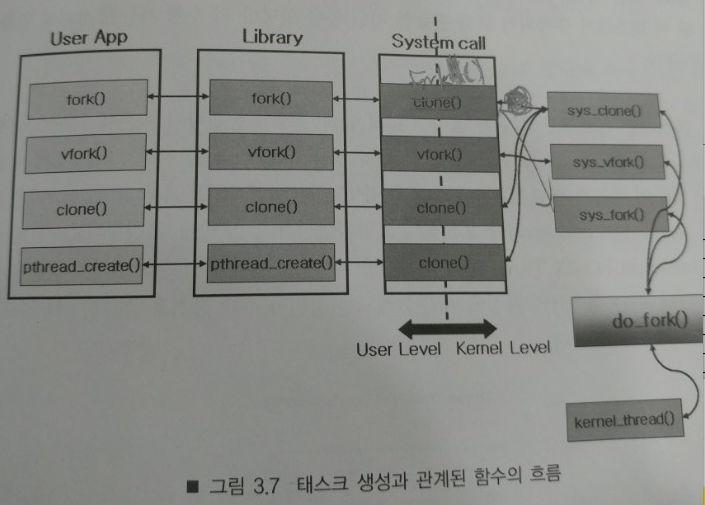 User App Library System call
fork() fork() clone() sys_clone()
vfork() vfork() vfork() sys_vfork()
clone() clone() clone() sys_fork()
pthread_create() pthread_create() clone()
do_fork()
User Level Kernel Level
kernel_thread()
■ 그림 3.7 태스크 생성과 관계된 함수의 흐름